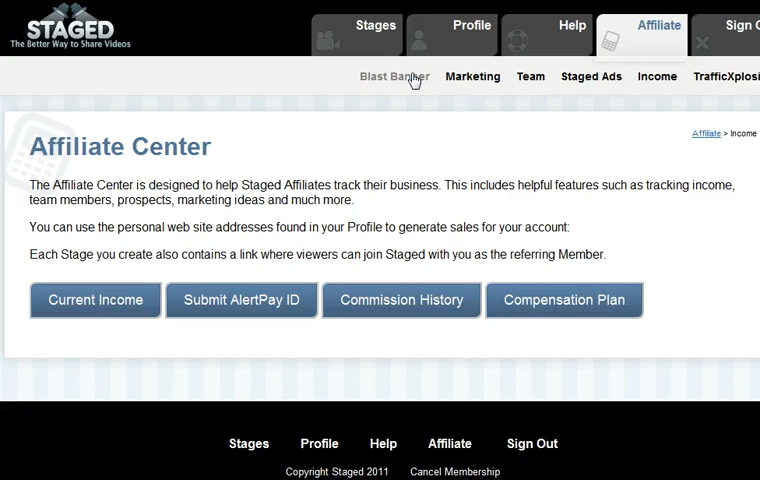 STAGED
The Better Way to Share Videos
Stages
Profile
Help
Affiliate
Sign O
Blast Banner
Marketing
Team
Staged Ads
Income
TrafficXplosi
Affiliate > Income
Affiliate Center
The Affiliate Center is designed to help Staged Affiliates track their business. This includes helpful features such as tracking income,
team members, prospects, marketing ideas and much more.
You can use the personal web site addresses found in your Profile to generate sales for your account:
Each Stage you create also contains a link where viewers can join Staged with you as the referring Member.
Current Income
Submit AlertPay ID
Commission History
Compensation Plan
Stages
Profile
Help
Affiliate
Sign Out
Copyright Staged 2011
Cancel Membership